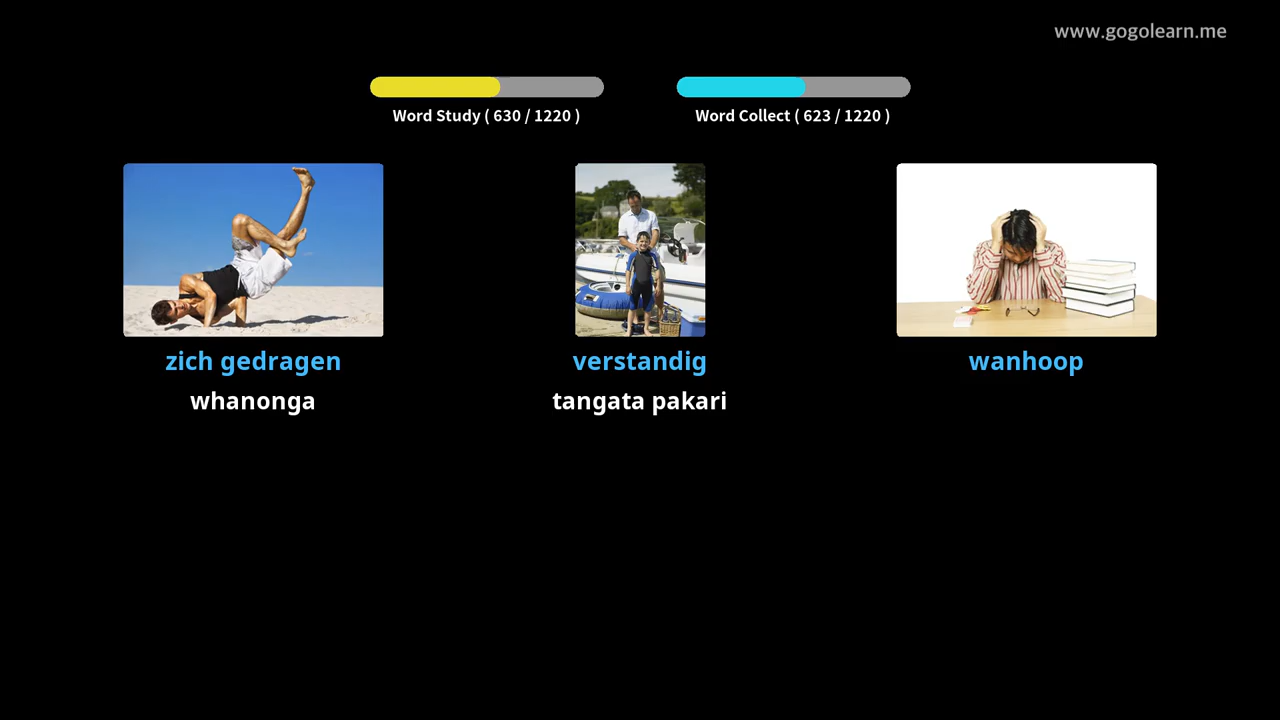 www.gogolearn.me
Word Study ( 630 / 1220 )
Word Collect ( 623 / 1220 )
zich gedragen
whanonga
verstandig
tangata pakari
wanhoop